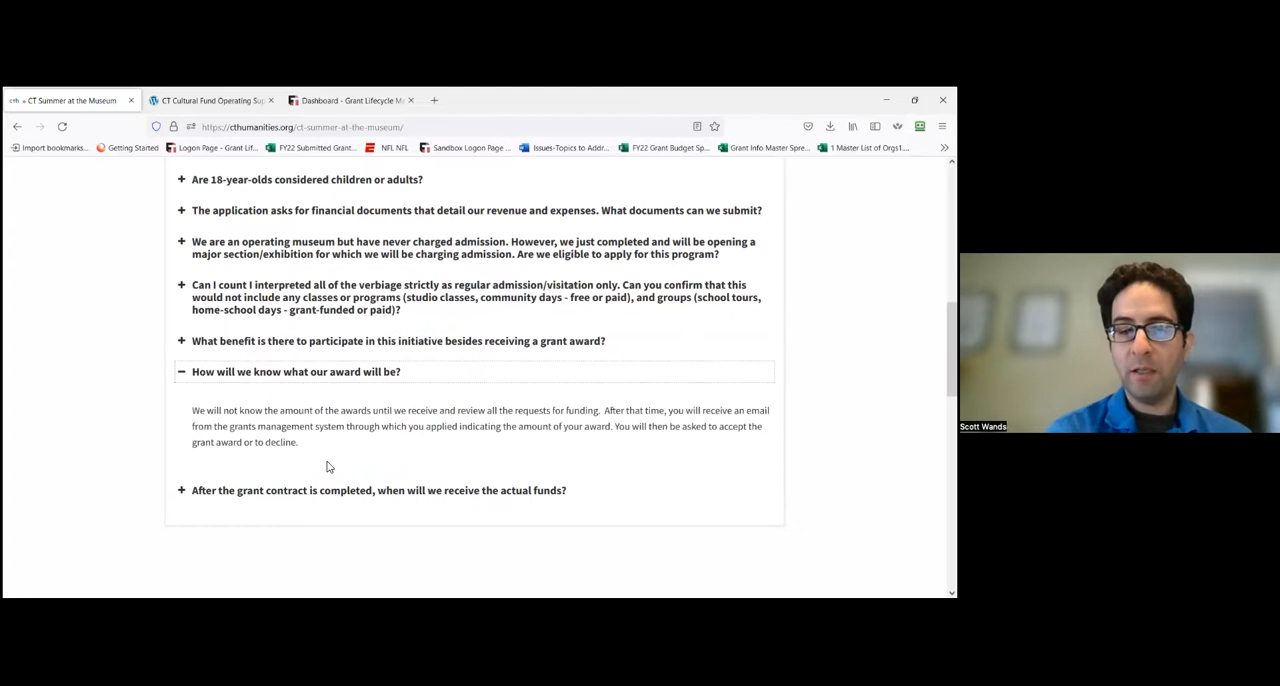 cth » CT Summer at the Museum
CT Cultural Fund Operating Sup
Dashboard - Grant Lifecycle Ma
https://cthumanities.org/ct-summer-at-the-museum/
Import bookmarks...
Getting Started
Logon Page - Grant Lif...
FY22 Submitted Grant...
NFL NFL
Sandbox Logon Page ...
Issues-Topics to Addr...
FY22 Grant Budget Sp...
Grant Info Master Spre...
1 Master List of Orgs1....
+ Are 18-year-olds considered children or adults?
+ The application asks for financial documents that detail our revenue and expenses. What documents can we submit?
+ We are an operating museum but have never charged admission. However, we just completed and will be opening a
major section/exhibition for which we will be charging admission. Are we eligible to apply for this program?
+ Can I count I interpreted all of the verbiage strictly as regular admission/visitation only. Can you confirm that this
would not include any classes or programs (studio classes, community days - free or paid), and groups (school tours,
home-school days - grant-funded or paid)?
+ What benefit is there to participate in this initiative besides receiving a grant award?
− How will we know what our award will be?
We will not know the amount of the awards until we receive and review all the requests for funding. After that time, you will receive an email
from the grants management system through which you applied indicating the amount of your award. You will then be asked to accept the
grant award or to decline.
+ After the grant contract is completed, when will we receive the actual funds?
Scott Wands